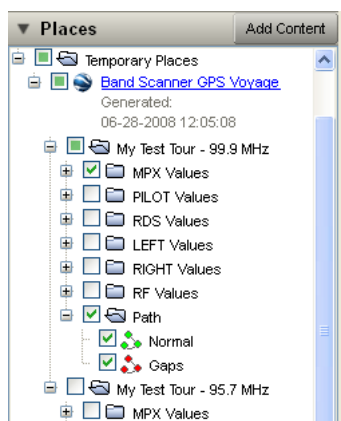 Places
Add Content
Temporary Places
Band Scanner GPS Voyage
Generated:
06-28-2008 12:05:08
My Test Tour - 99.9 MHz
MPX Values
PILOT Values
RDS Values
LEFT Values
RIGHT Values
RF Values
Path
Normal
Gaps
My Test Tour - 95.7 MHz
MPX Values